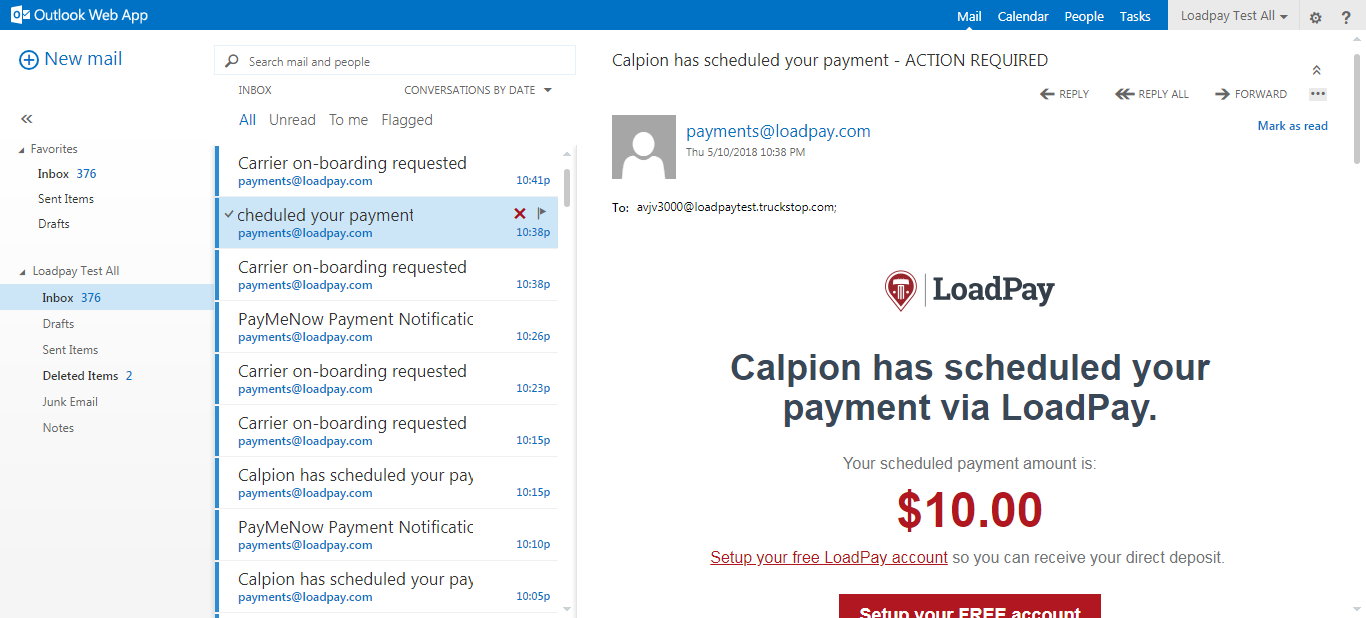 Outlook Web App
Mail Calendar People Tasks Loadpay Test All ?
New mail
Search mail and people
INBOX CONVERSATIONS BY DATE
All Unread To me Flagged
Favorites
Inbox 376
Sent Items
Drafts
Loadpay Test All
Inbox 376
Drafts
Sent Items
Deleted Items 2
Junk Email
Notes
Carrier on-boarding requested
payments@loadpay.com 10:41p
cheduled your payment
payments@loadpay.com 10:38p
Carrier on-boarding requested
payments@loadpay.com 10:38p
PayMeNow Payment Notificatic
payments@loadpay.com 10:26p
Carrier on-boarding requested
payments@loadpay.com 10:23p
Carrier on-boarding requested
payments@loadpay.com 10:15p
Calpion has scheduled your pay
payments@loadpay.com 10:15p
PayMeNow Payment Notificatic
payments@loadpay.com 10:10p
Calpion has scheduled your pay
payments@loadpay.com 10:05p
Calpion has scheduled your payment - ACTION REQUIRED
REPLY REPLY ALL FORWARD
payments@loadpay.com
Mark as read
Thu 5/10/2018 10:38 PM
To: avjv3000@loadpaytest.truckstop.com;
LoadPay
Calpion has scheduled your
payment via LoadPay.
Your scheduled payment amount is:
$10.00
Setup your free LoadPay account so you can receive your direct deposit.
Setup your FREE account